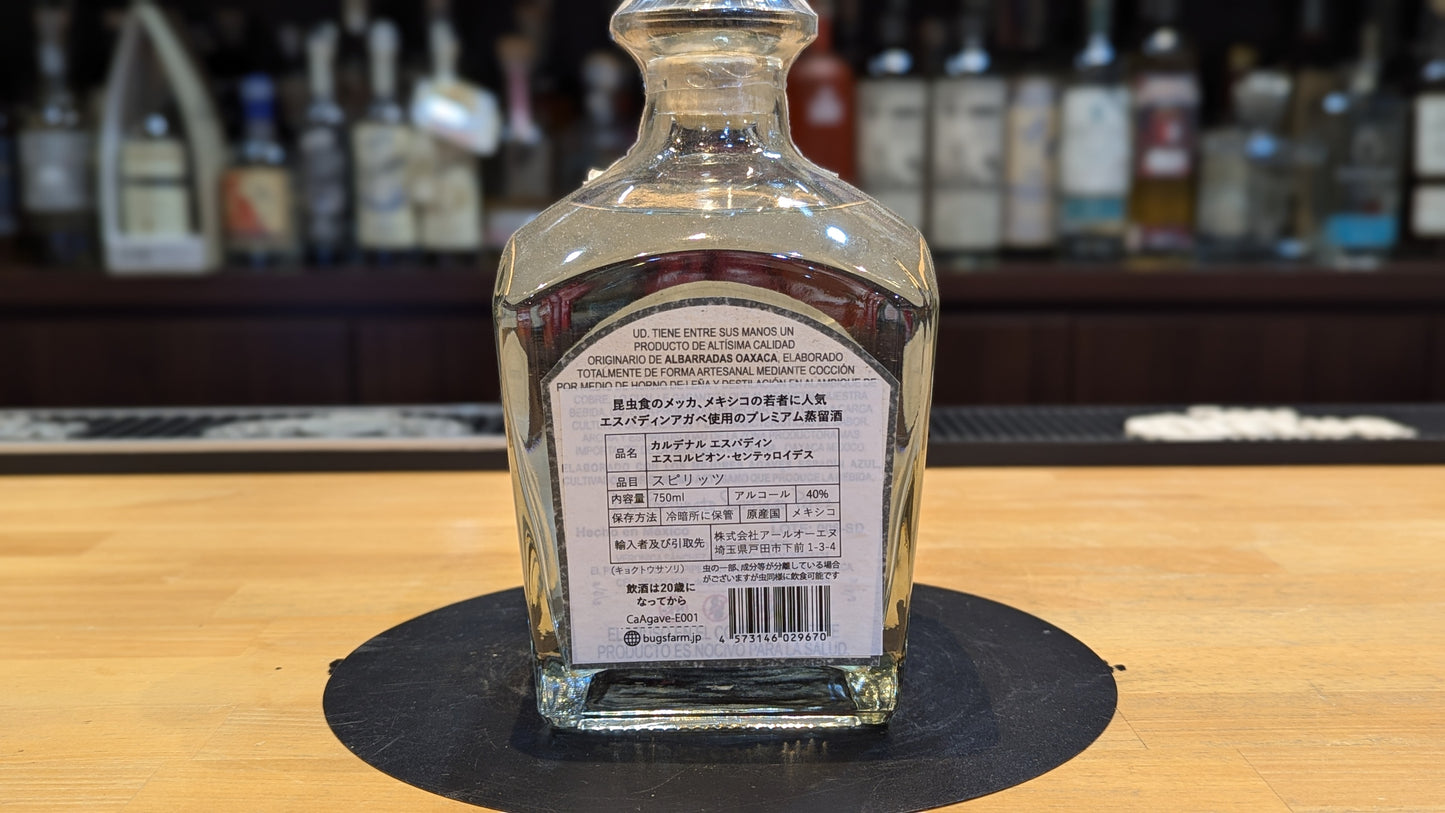 UD. TIENE ENTRE SUS MANOS UN
PRODUCTO DE ALTÍSIMA CALIDAD
ORIGINARIO DE ALBARRADAS OAXACA, ELABORADO
TOTALMENTE DE FORMA ARTESANAL MEDIANTE COCCIÓN
POR MEDIO DE HORNO DE LEÑA Y DESTILACIÓN EN ALAMBIQUE DE
昆虫食のメッカ、メキシコの若者に人気
エスパディンアガベ使用のプレミアム蒸留酒
品名 カルデナル エスパディン
エスコルピオン・センテゥロイデス
品目 スピリッツ
内容量 750ml アルコール 40%
保存方法 冷暗所に保管 原産国 メキシコ
輸入者及び引取先 株式会社アールオーエヌ
埼玉県戸田市下前 1-3-4
(キョクトウサソリ) 虫の一部、成分等が分離している場合
がございますが虫同様に飲食可能です
飲酒は20歳に
なってから
CaAgave-E001
bugsfarm.jp 4 573146 029670
PRODUCTO ES NOCIVO PARA LA SALUD.